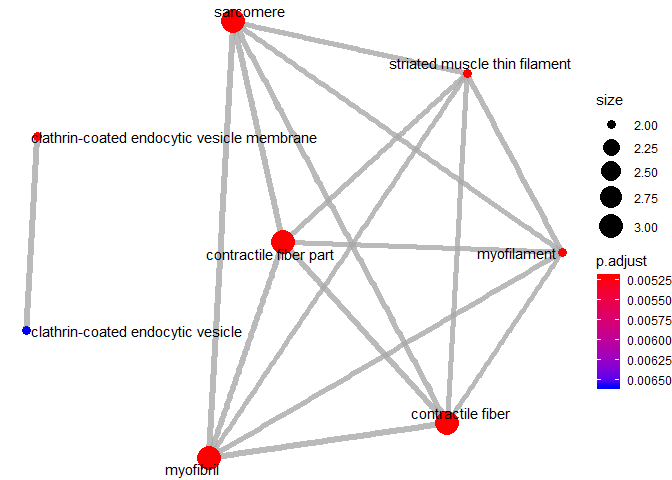 sarcomere
striated muscle thin filament
clathrin-coated endocytic vesicle membrane
contractile fiber part
myofilament
clathrin-coated endocytic vesicle
contractile fiber
myofibril
size
2.00
2.25
2.50
2.75
3.00
p.adjust
0.00525
0.00550
0.00575
0.00600
0.00625
0.00650